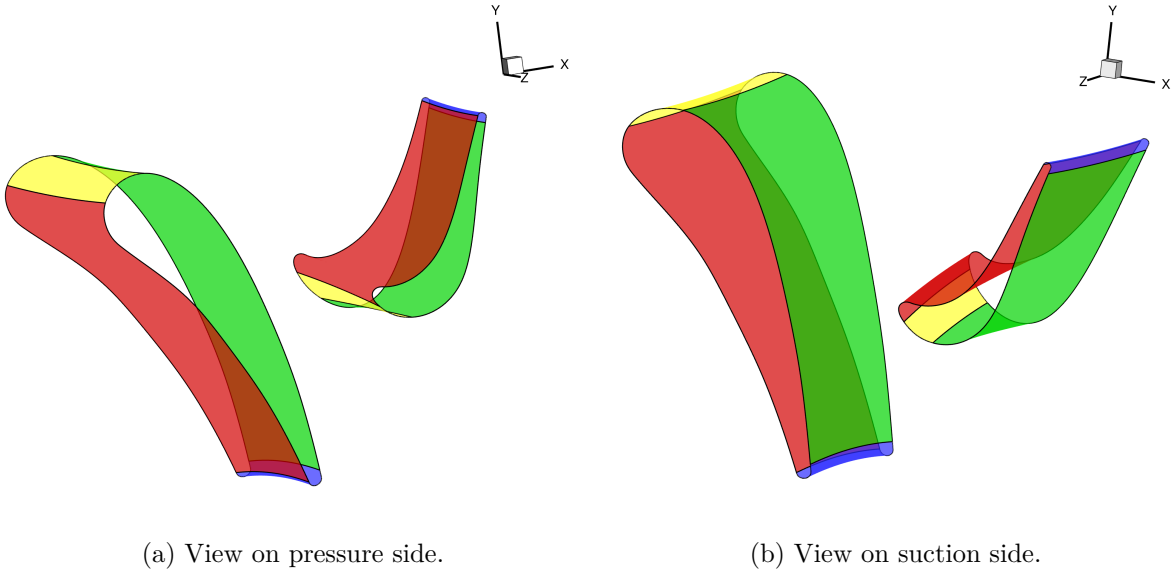 Y
X
Z
Y
Z
X
(a) View on pressure side.
(b) View on suction side.